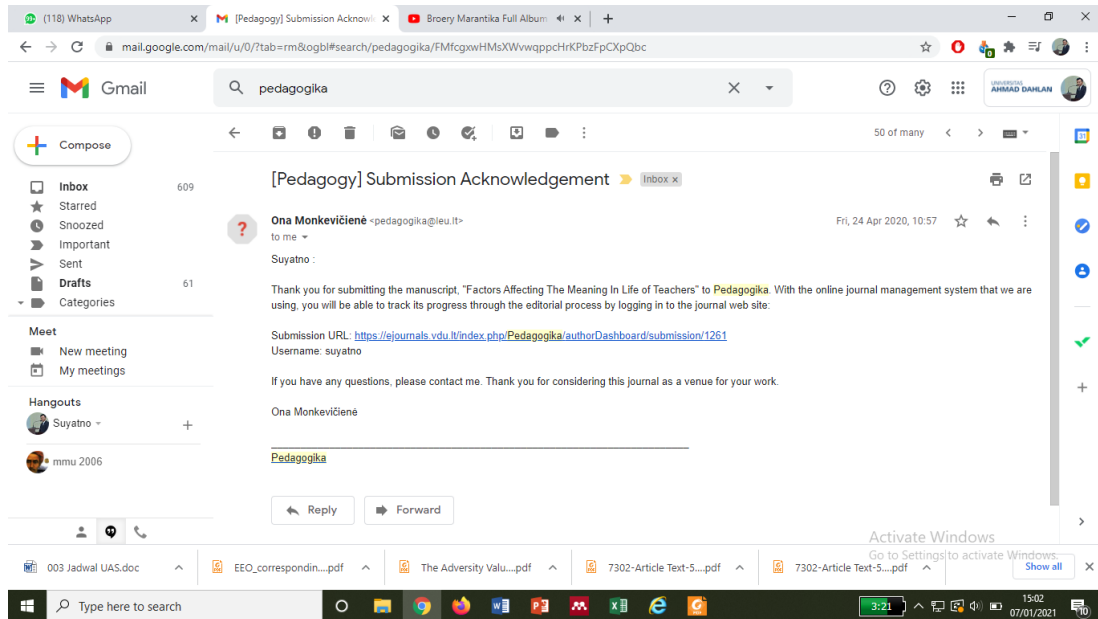 (118) WhatsApp
[Pedagogy] Submission Acknowl
Broery Marantika Full Album
mail.google.com/mail/u/0/?tab=rm&ogbl#search/pedagogika/FMfcgxwHMsXWvwqppcHrKPbzFpCXpQbc
Gmail
pedagogika
UNIVERSITAS
AHMAD DAHLAN
Compose
50 of many
Inbox 609
Starred
Snoozed
Important
Sent
Drafts 61
Categories
Meet
New meeting
My meetings
Hangouts
Suyatno
mmu 2006
[Pedagogy] Submission Acknowledgement Inbox x
Ona Monkevičienė <pedagogika@leu.lt> Fri, 24 Apr 2020, 10:57
to me
Suyatno :
Thank you for submitting the manuscript, "Factors Affecting The Meaning In Life of Teachers" to Pedagogika. With the online journal management system that we are
using, you will be able to track its progress through the editorial process by logging in to the journal web site:
Submission URL: https://ejournals.vdu.lt/index.php/Pedagogika/authorDashboard/submission/1261
Username: suyatno
If you have any questions, please contact me. Thank you for considering this journal as a venue for your work.
Ona Monkevičienė
Pedagogika
Reply
Forward
Activate Windows
Go to Settings to activate Windows.
003 Jadwal UAS.doc
EEO_correspondin....pdf
The Adversity Valu....pdf
7302-Article Text-5....pdf
7302-Article Text-5....pdf
Show all
Type here to search
3:21
15:02
07/01/2021